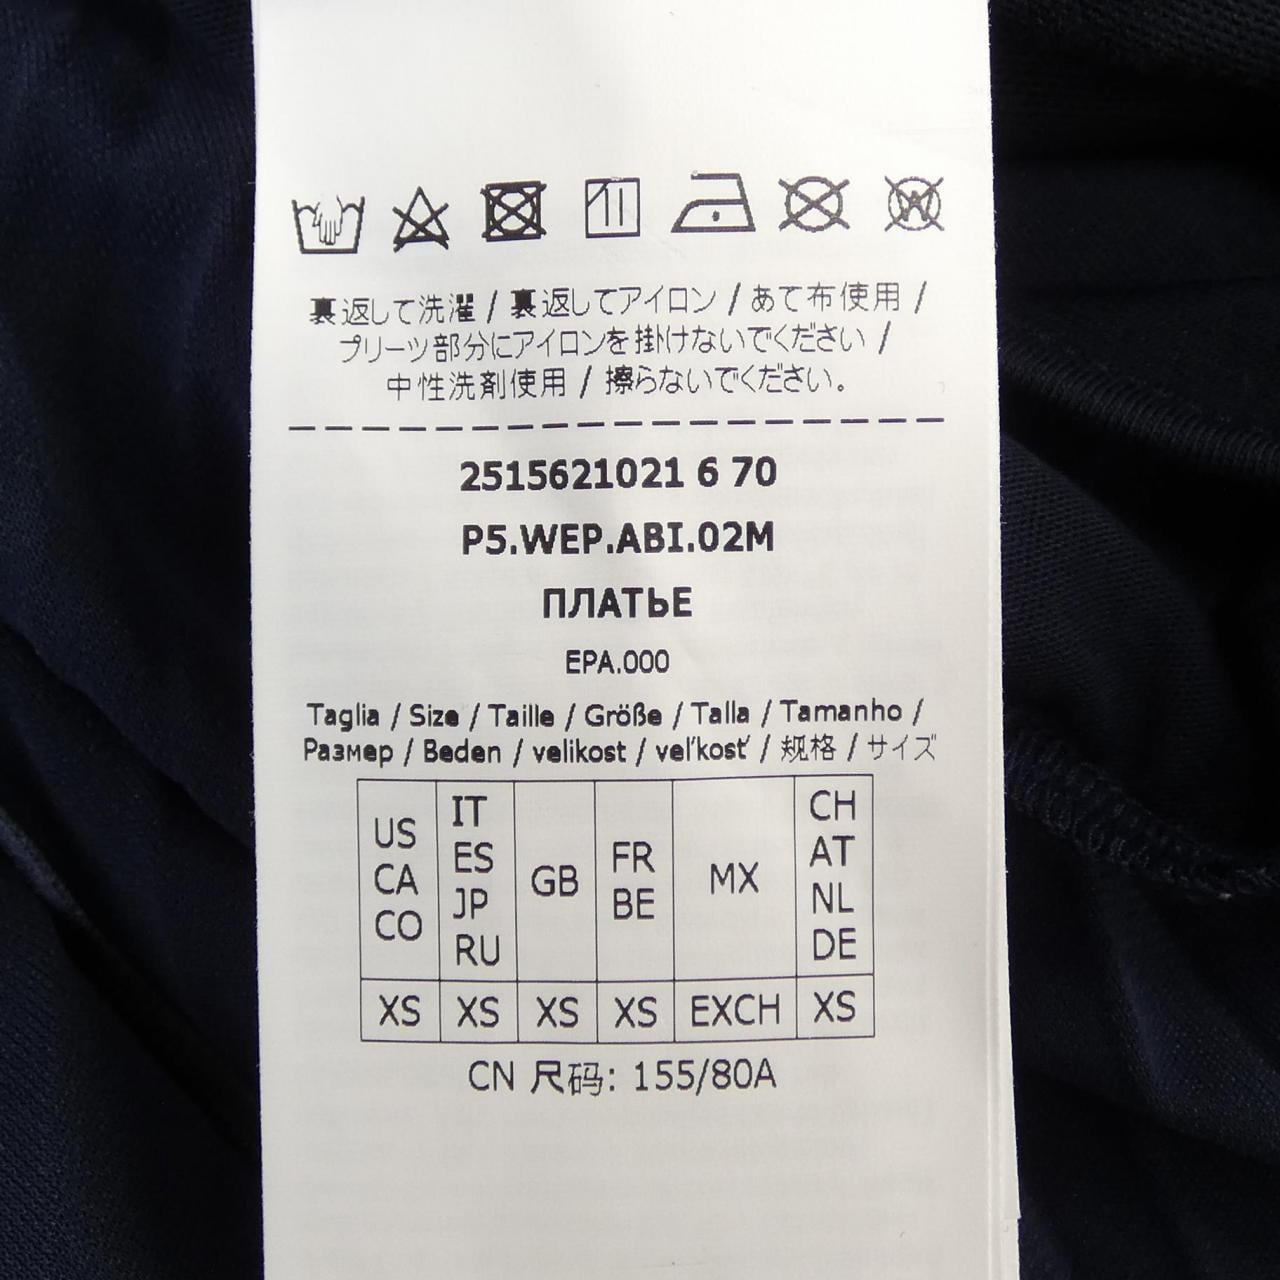 裏返して洗濯 / 裏返してアイロン / あて布使用 /
プリーツ部分にアイロンを掛けないでください /
中性洗剤使用 / 擦らないでください。
2515621021 6 70
P5.WEP.ABI.02M
ПЛАТЬЕ
EPA.000
Taglia / Size / Taille / Größe / Talla / Tamanho /
Размер / Beden / velikost / veľkosť / 规格 / サイズ
US CA CO IT ES JP RU GB FR BE MX CH AT NL DE
XS XS XS XS EXCH XS
CN 尺码: 155/80A